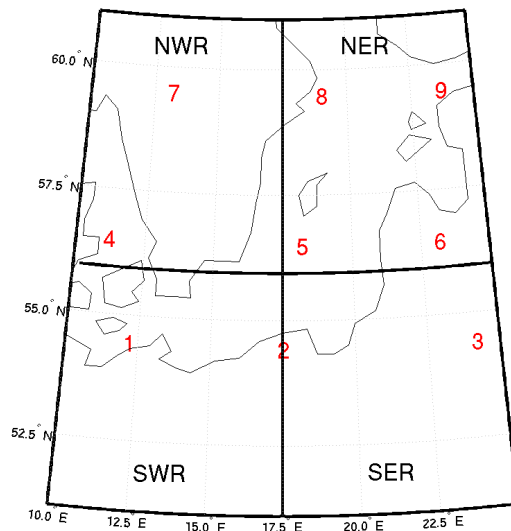 NWR NER
60.0° N
7 8 9
57.5° N
4 5 6
55.0° N
1 2 3
52.5° N
SWR SER
10.0 ° E 12.5 ° E 15.0 ° E 17.5 ° E 20.0 ° E 22.5 ° E